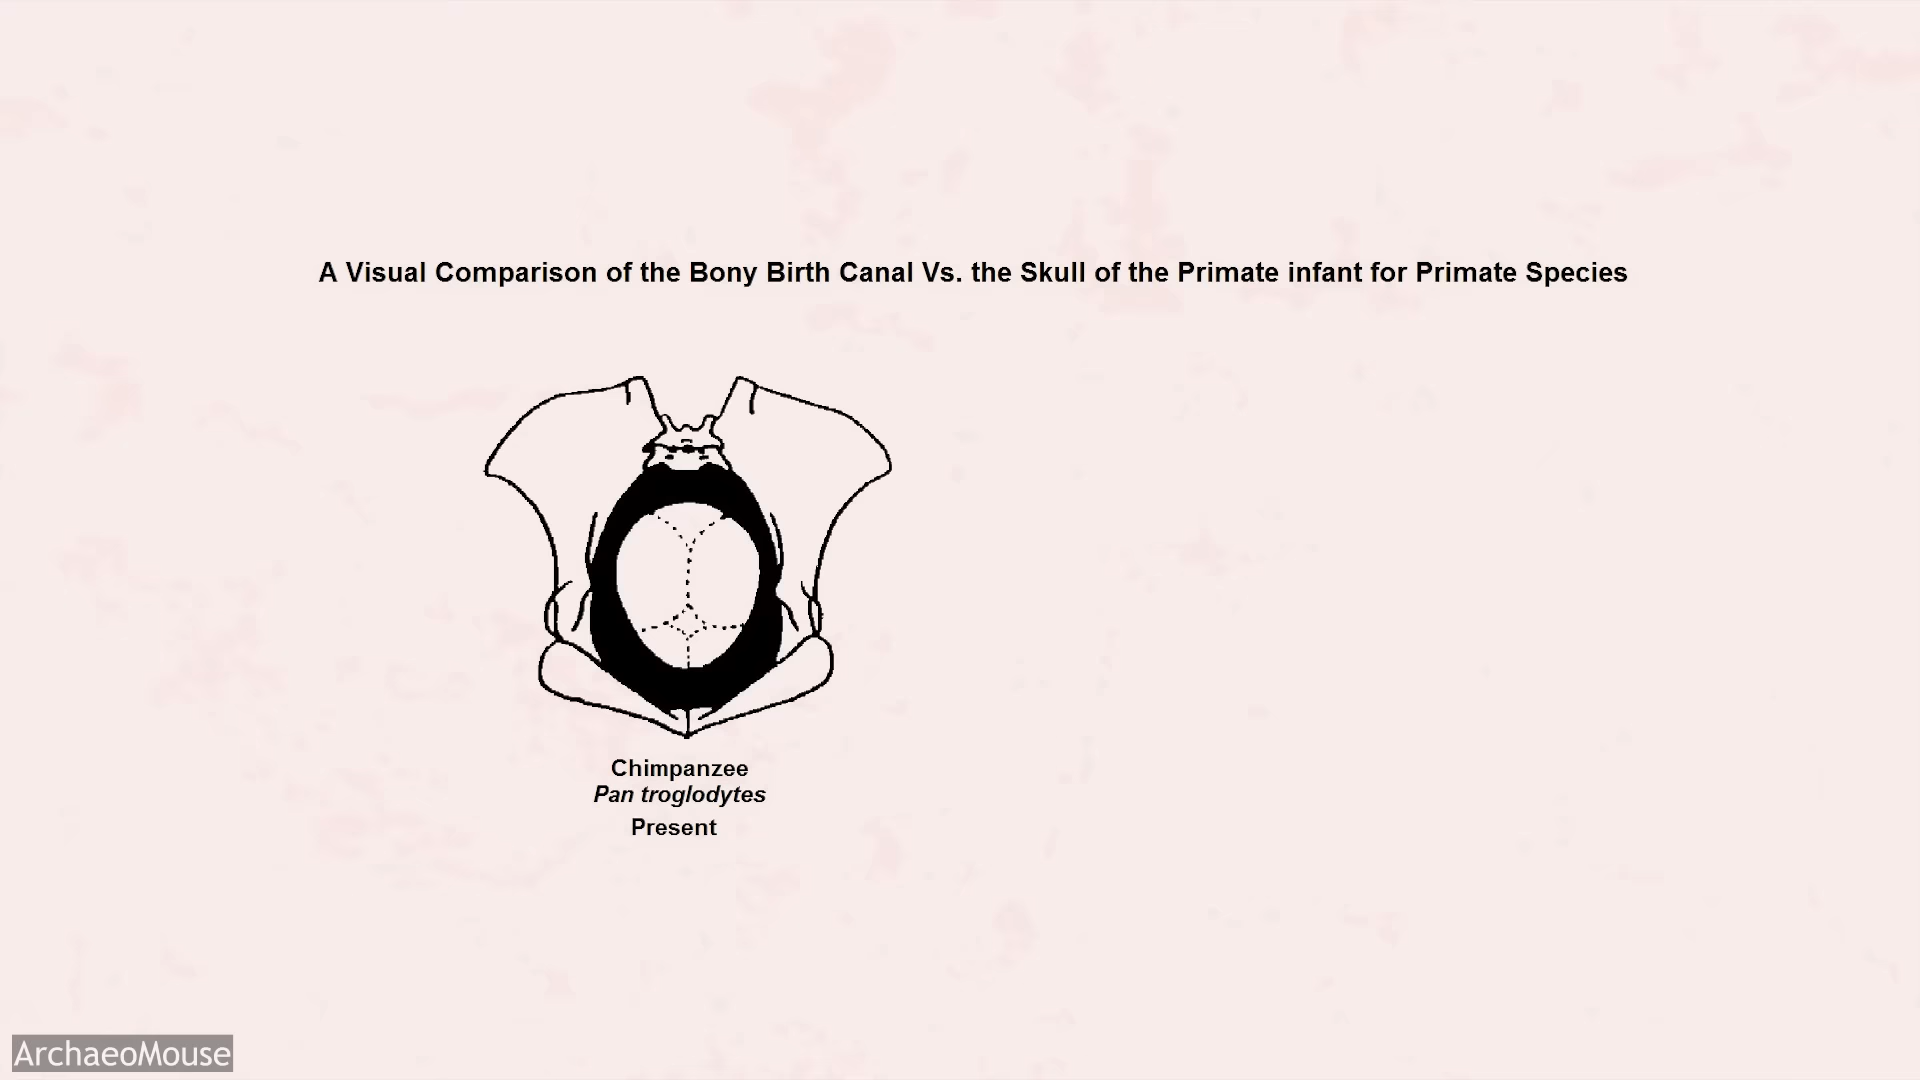 A Visual Comparison of the Bony Birth Canal Vs. the Skull of the Primate infant for Primate Species
Chimpanzee
Pan troglodytes
Present
ArchaeoMouse